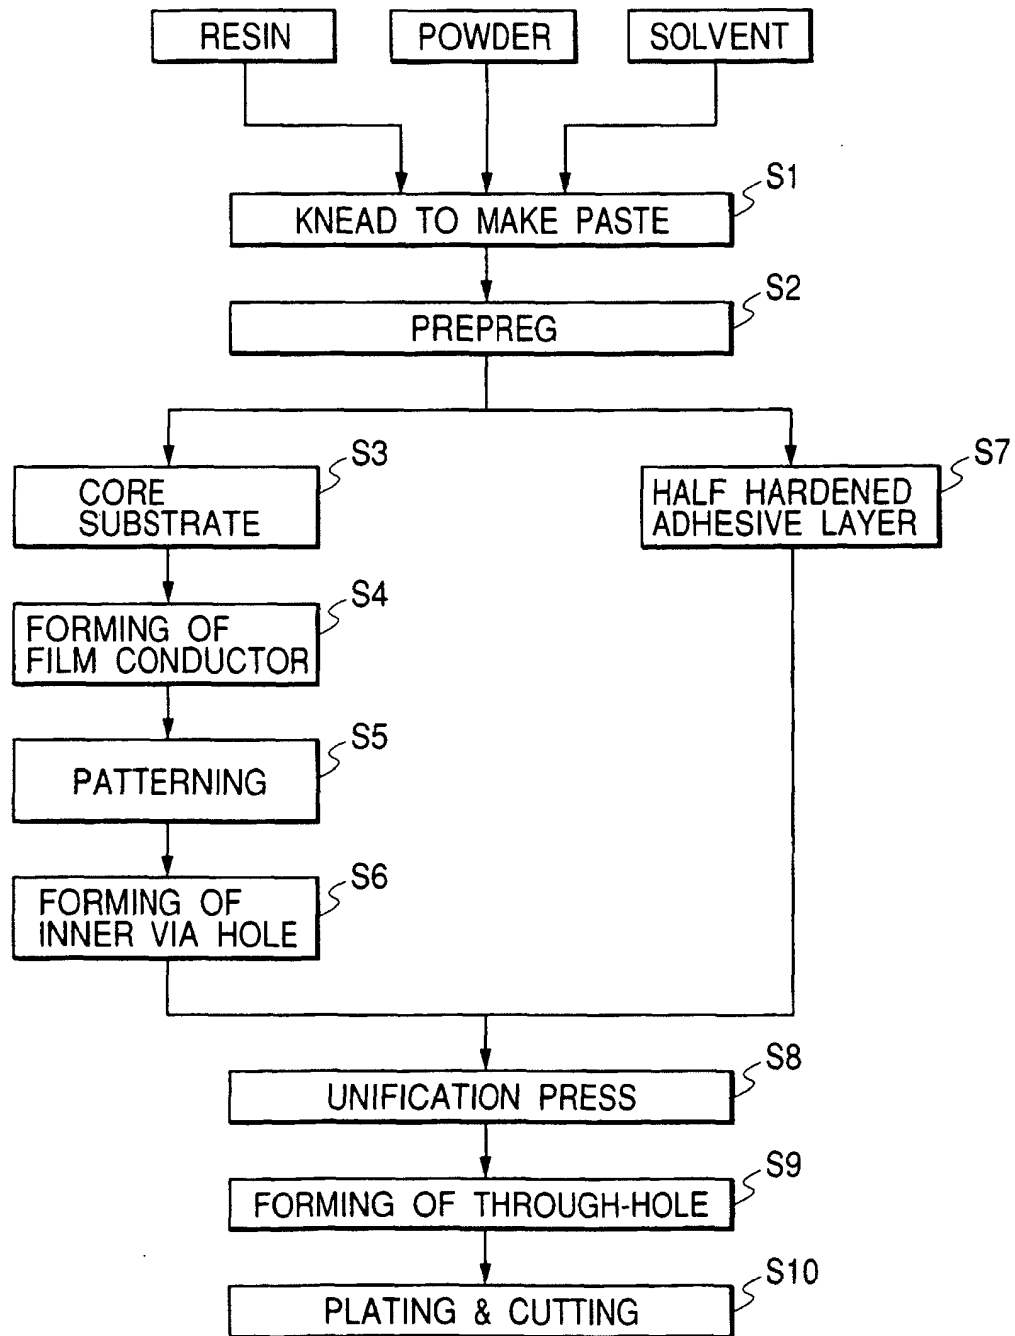 RESIN
POWDER
SOLVENT
S1
KNEAD TO MAKE PASTE
S2
PREPREG
S3
CORE
SUBSTRATE
S7
HALF HARDENED
ADHESIVE LAYER
S4
FORMING OF
FILM CONDUCTOR
S5
PATTERNING
S6
FORMING OF
INNER VIA HOLE
S8
UNIFICATION PRESS
S9
FORMING OF THROUGH-HOLE
S10
PLATING & CUTTING